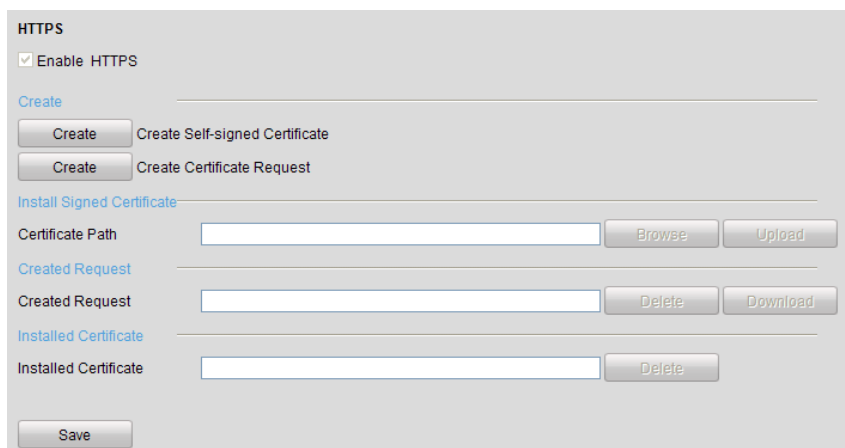 HTTPS
Enable HTTPS
Create
Create Create Self-signed Certificate
Create Create Certificate Request
Install Signed Certificate
Certificate Path Browse Upload
Created Request
Created Request Delete Download
Installed Certificate
Installed Certificate Delete
Save